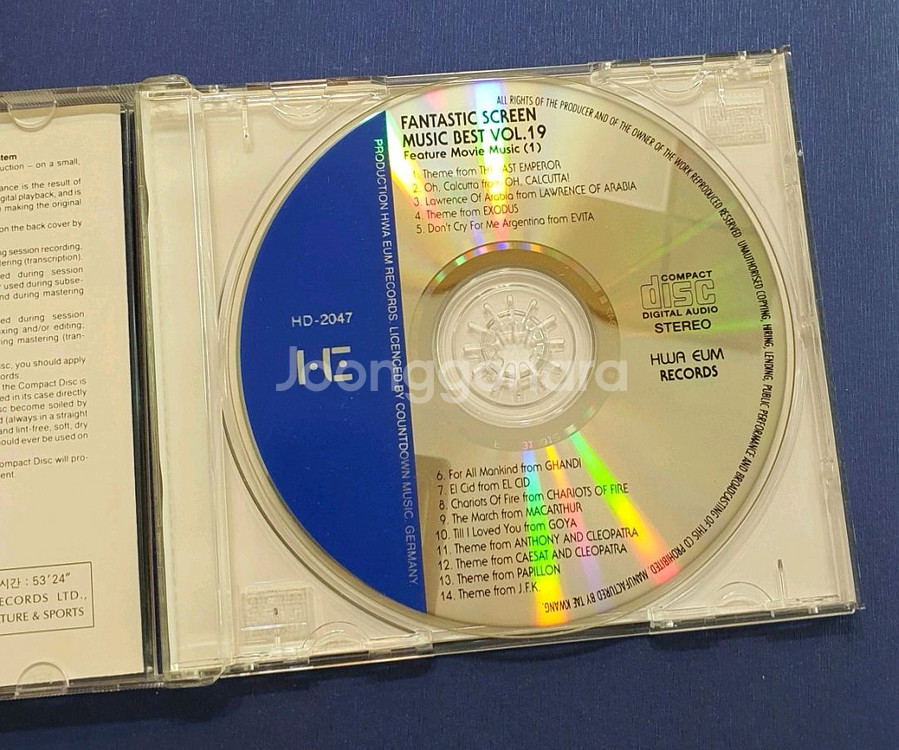 tem
uction – on a small,
ance is the result of
gital playback, and is
making the original
on the back cover by
ng session recording,
ering (transcription).
ed during session
used during subse-
nd during mastering
ed during session
xing and/or editing;
ring mastering (tran-
sc, you should apply
ords.
the Compact Disc is
ed in its case directly
sc become soiled by
d (always in a straight
and lint-free, soft, dry
ould ever be used on
ompact Disc will pro-
ent.
시간 : 53'24"
ECORDS LTD.,
TURE & SPORTS
FANTASTIC SCREEN
MUSIC BEST VOL.19
Feature Movie Music (1)
1. Theme from THE LAST EMPEROR
2. Oh, Calcutta from OH, CALCUTTA!
3. Lawrence Of Arabia from LAWRENCE OF ARABIA
4. Theme from EXODUS
5. Don't Cry For Me Argentina from EVITA
HD-2047
HE
COMPACT
disc
DIGITAL AUDIO
STEREO
HWA EUM
RECORDS
6. For All Mankind from GHANDI
7. El Cid from EL CID
8. Chariots Of Fire from CHARIOTS OF FIRE
9. The March from MACARTHUR
10. Till I Loved You from GOYA
11. Theme from ANTHONY AND CLEOPATRA
12. Theme from CAESAT AND CLEOPATRA
13. Theme from PAPILLON
14. Theme from J.F.K.
PRODUCTION HWA EUM RECORDS. LICENCED BY COUNTDOWN MUSIC. GERMANY
ALL RIGHTS OF THE PRODUCER AND OF THE OWNER OF THE WORK REPRODUCED RESERVED. UNAUTHORISED COPYING, HIRING, LENDING, PUBLIC PERFORMANCE AND BROADCASTING OF THIS CD PROHIBITED. MANUFACTURED BY TAE KWANG.
Joonggonara